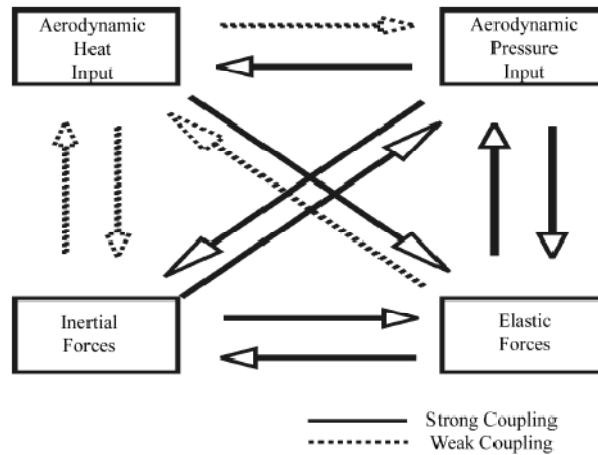 Aerodynamic
Heat
Input
Aerodynamic
Pressure
Input
Inertial
Forces
Elastic
Forces
Strong Coupling
Weak Coupling